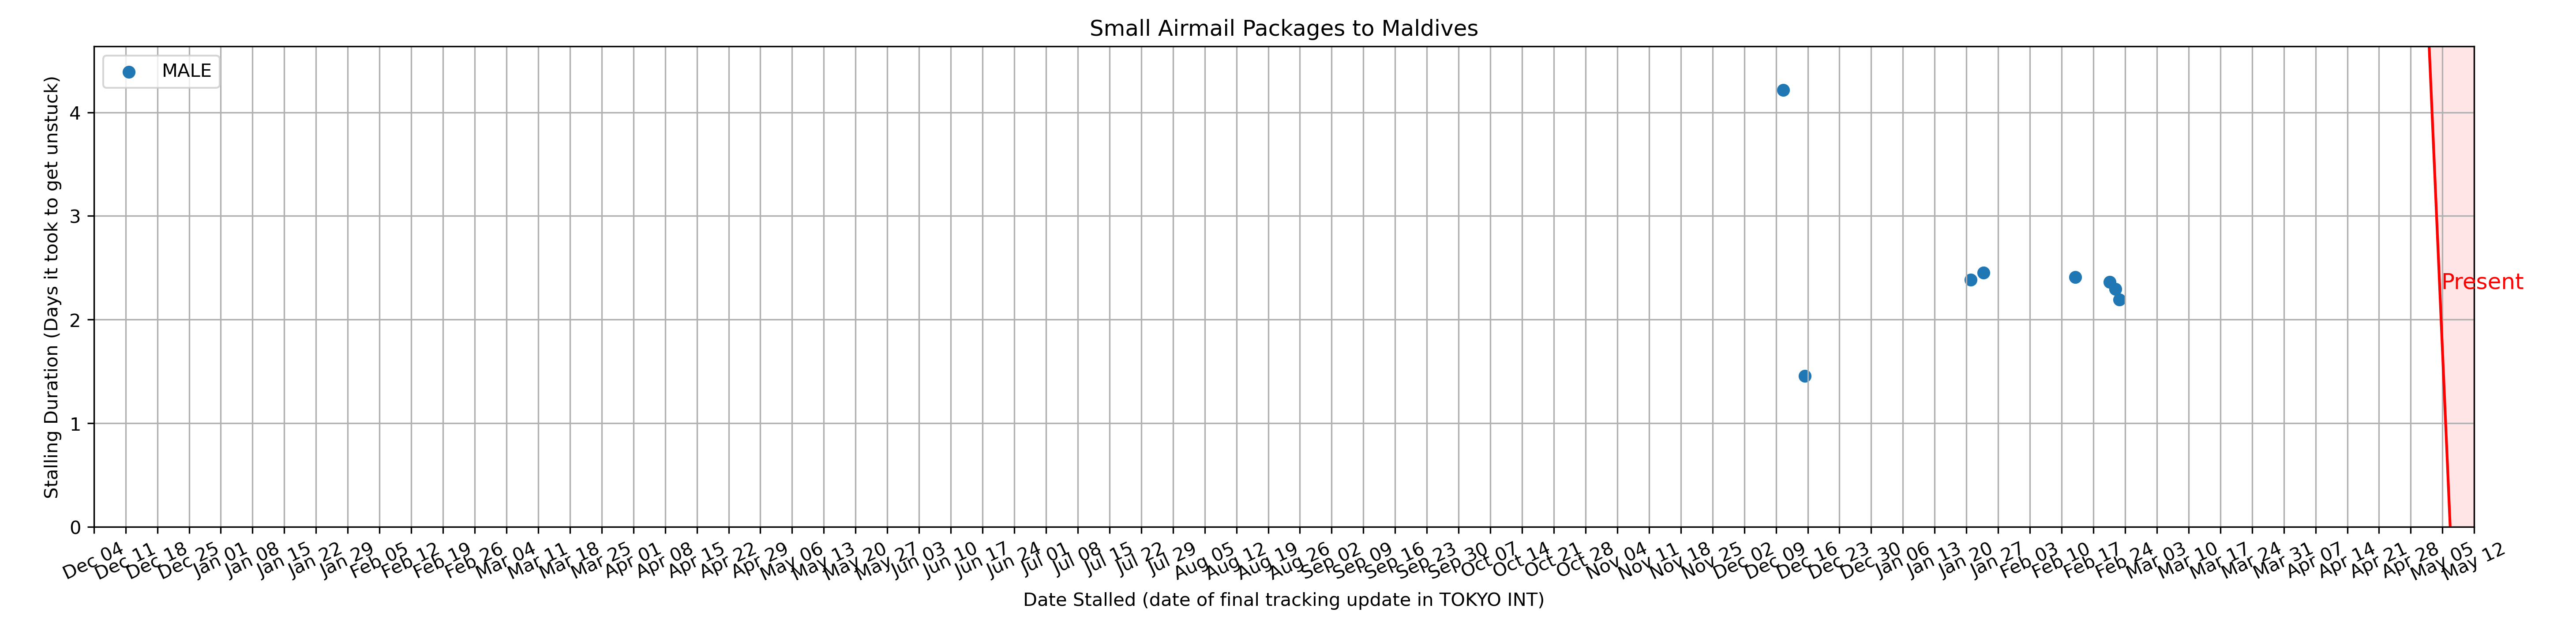 Small Airmail Packages to Maldives
MALE
Stalling Duration (Days it took to get unstuck)
4
3
2
1
0
Present
Dec 04
Dec 11
Dec 18
Dec 25
Jan 01
Jan 08
Jan 15
Jan 22
Jan 29
Feb 05
Feb 12
Feb 19
Feb 26
Mar 04
Mar 11
Mar 18
Mar 25
Apr 01
Apr 08
Apr 15
Apr 22
Apr 29
May 06
May 13
May 20
May 27
Jun 03
Jun 10
Jun 17
Jun 24
Jul 01
Jul 08
Jul 15
Jul 22
Jul 29
Aug 05
Aug 12
Aug 19
Aug 26
Sep 02
Sep 09
Sep 16
Sep 23
Sep 30
Oct 07
Oct 14
Oct 21
Oct 28
Nov 04
Nov 11
Nov 18
Nov 25
Dec 02
Dec 09
Dec 16
Dec 23
Dec 30
Jan 06
Jan 13
Jan 20
Jan 27
Feb 03
Feb 10
Feb 17
Feb 24
Mar 03
Mar 10
Mar 17
Mar 24
Mar 31
Apr 07
Apr 14
Apr 21
Apr 28
May 05
May 12
Date Stalled (date of final tracking update in TOKYO INT)